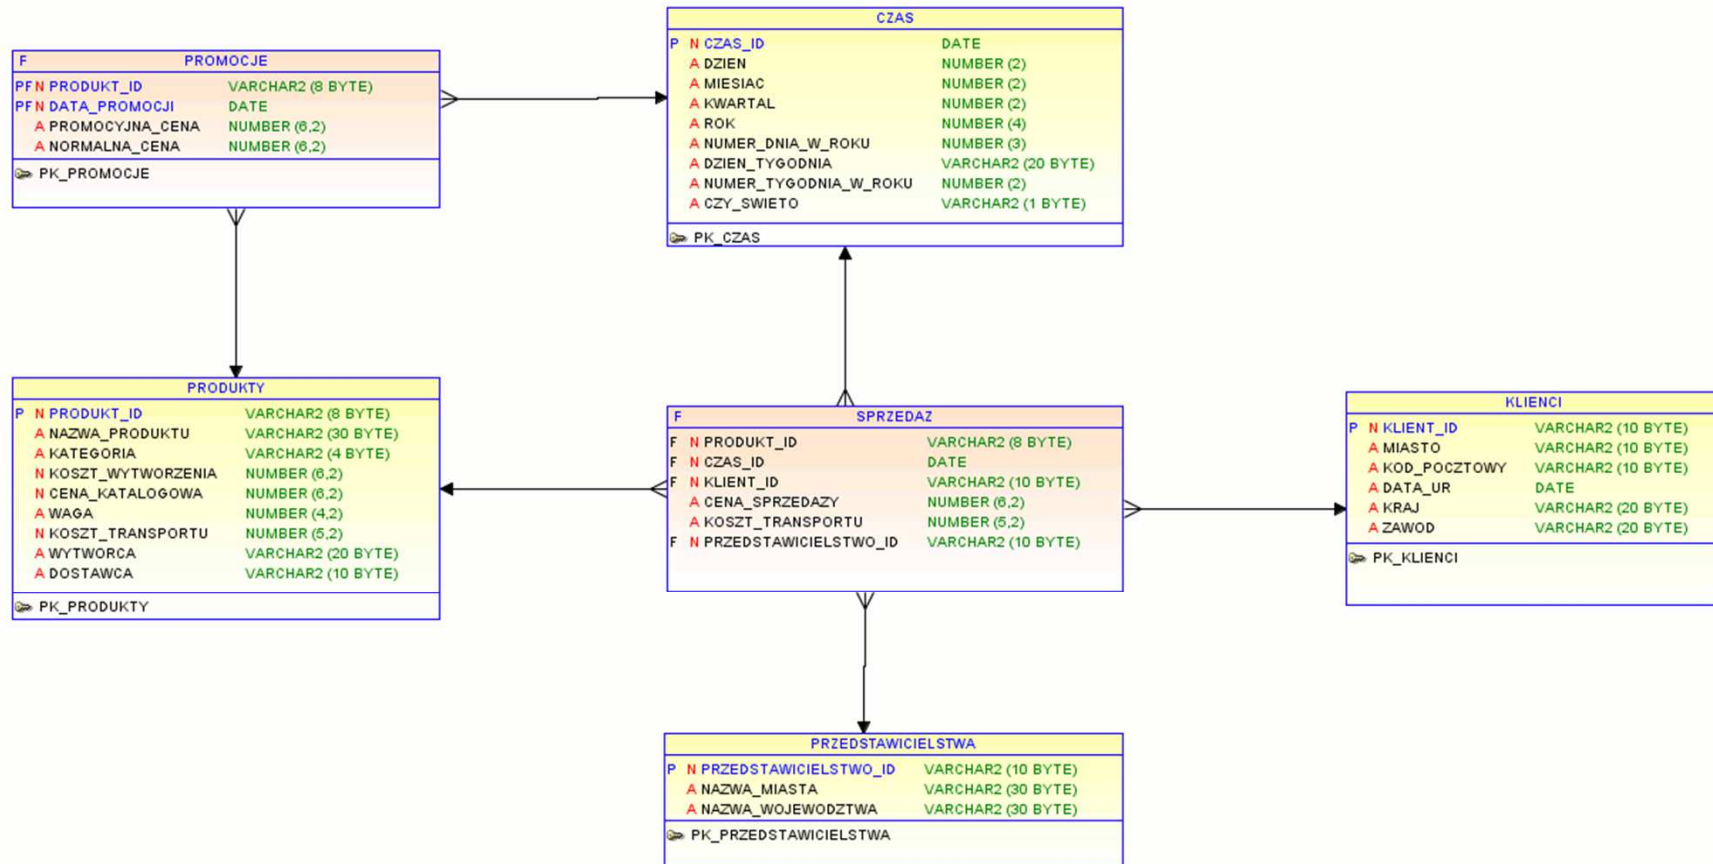 F PROMOCJE
PF N PRODUKT_ID VARCHAR2 (8 BYTE)
PF N DATA_PROMOCJI DATE
A PROMOCYJNA_CENA NUMBER (6,2)
A NORMALNA_CENA NUMBER (6,2)
PK_PROMOCJE
CZAS
P N CZAS_ID DATE
A DZIEN NUMBER (2)
A MIESIAC NUMBER (2)
A KWARTAL NUMBER (2)
A ROK NUMBER (4)
A NUMER_DNIA_W_ROKU NUMBER (3)
A DZIEN_TYGODNIA VARCHAR2 (20 BYTE)
A NUMER_TYGODNIA_W_ROKU NUMBER (2)
A CZY_SWIETO VARCHAR2 (1 BYTE)
PK_CZAS
PRODUKTY
P N PRODUKT_ID VARCHAR2 (8 BYTE)
A NAZWA_PRODUKTU VARCHAR2 (30 BYTE)
A KATEGORIA VARCHAR2 (4 BYTE)
N KOSZT_WYTWORZENIA NUMBER (6,2)
N CENA_KATALOGOWA NUMBER (6,2)
A WAGA NUMBER (4,2)
N KOSZT_TRANSPORTU NUMBER (5,2)
A WYTWORCA VARCHAR2 (20 BYTE)
A DOSTAWCA VARCHAR2 (10 BYTE)
PK_PRODUKTY
F SPRZEDAZ
F N PRODUKT_ID VARCHAR2 (8 BYTE)
F N CZAS_ID DATE
F N KLIENT_ID VARCHAR2 (10 BYTE)
A CENA_SPRZEDAZY NUMBER (6,2)
A KOSZT_TRANSPORTU NUMBER (5,2)
F N PRZEDSTAWICIELSTWO_ID VARCHAR2 (10 BYTE)
KLIENCI
P N KLIENT_ID VARCHAR2 (10 BYTE)
A MIASTO VARCHAR2 (10 BYTE)
A KOD_POCZTOWY VARCHAR2 (10 BYTE)
A DATA_UR DATE
A KRAJ VARCHAR2 (20 BYTE)
A ZAWOD VARCHAR2 (20 BYTE)
PK_KLIENCI
PRZEDSTAWICIELSTWA
P N PRZEDSTAWICIELSTWO_ID VARCHAR2 (10 BYTE)
A NAZWA_MIASTA VARCHAR2 (30 BYTE)
A NAZWA_WOJEWODZTWA VARCHAR2 (30 BYTE)
PK_PRZEDSTAWICIELSTWA